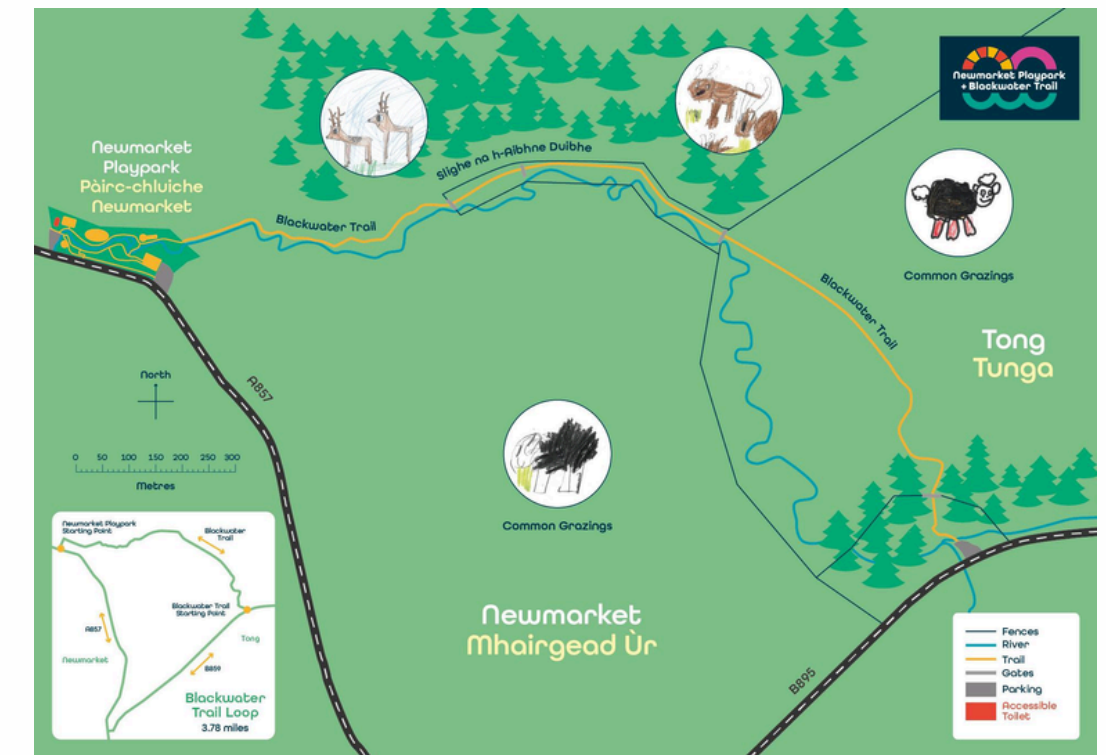 Newmarket Playpark
+ Blackwater Trail
Newmarket
Playpark
Pàirc-chluiche
Newmarket
Slighe na h-Aibhne Duibhe
Blackwater Trail
Common Grazings
Blackwater Trail
Tong
Tunga
North
A857
0 50 100 150 200 250 300
Metres
Common Grazings
Newmarket
Mhairgead Ùr
B895
Newmarket Playpark
Starting Point
Blackwater
Trail
Blackwater Trail
Starting Point
A857
Tong
Newmarket
B859
Blackwater
Trail Loop
3.78 miles
Fences
River
Trail
Gates
Parking
Accessible
Toilet